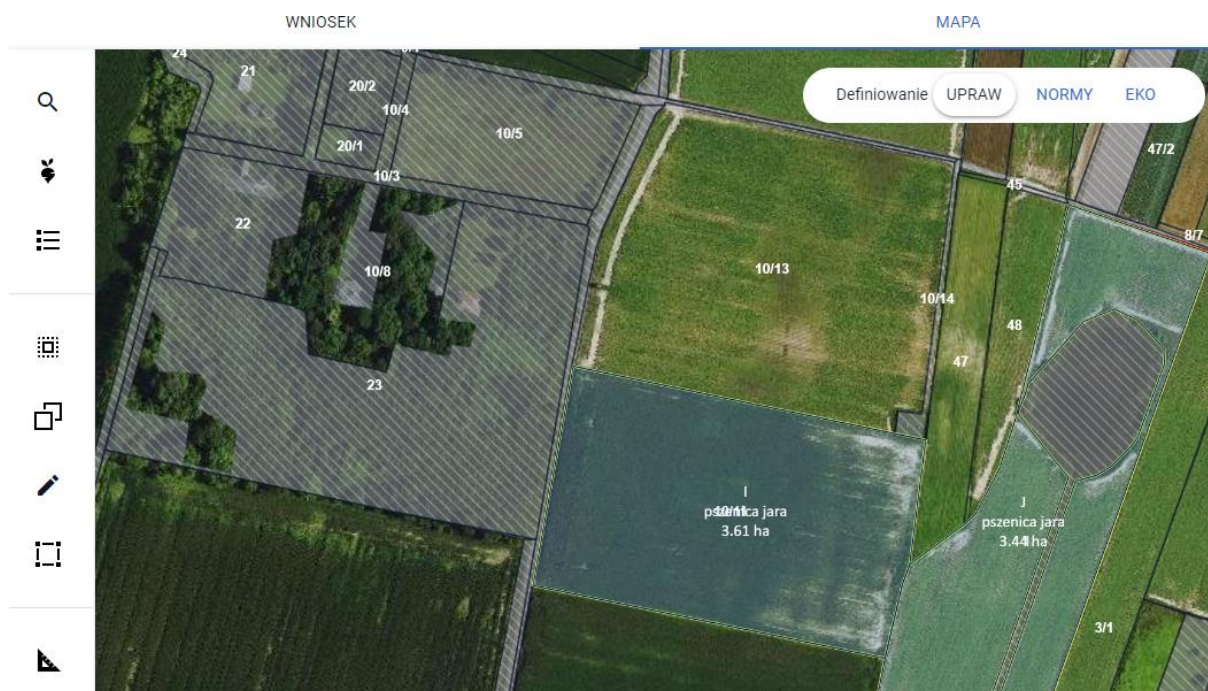 WNIOSEK
MAPA
24
21
20/2
10/4
20/1
10/5
10/3
22
10/8
23
Definiowanie UPRAW NORMY EKO
47/2
45
8/7
10/13
10/14
48
47
I
pszenica jara
10/11
3.61 ha
J
pszenica jara
3.44 ha
3/1